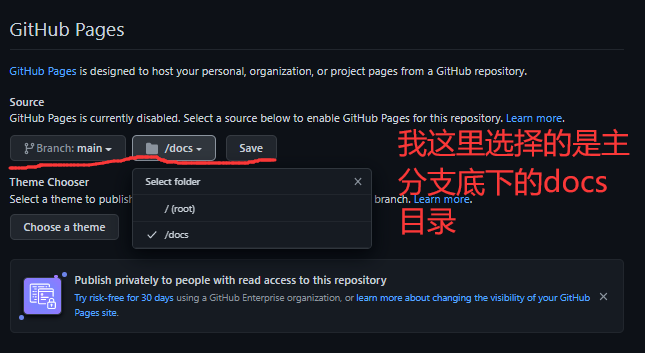 GitHub Pages
GitHub Pages is designed to host your personal, organization, or project pages from a GitHub repository.
Source
GitHub Pages is currently disabled. Select a source below to enable GitHub Pages for this repository. Learn more.
Branch: main
/docs
Save
我这里选择的是主
分支底下的docs
目录
Select folder
/ (root)
/docs
Theme Chooser
Select a theme to publis
branch. Learn more.
Choose a theme
Publish privately to people with read access to this repository
Try risk-free for 30 days using a GitHub Enterprise organization, or learn more about changing the visibility of your GitHub
Pages site.